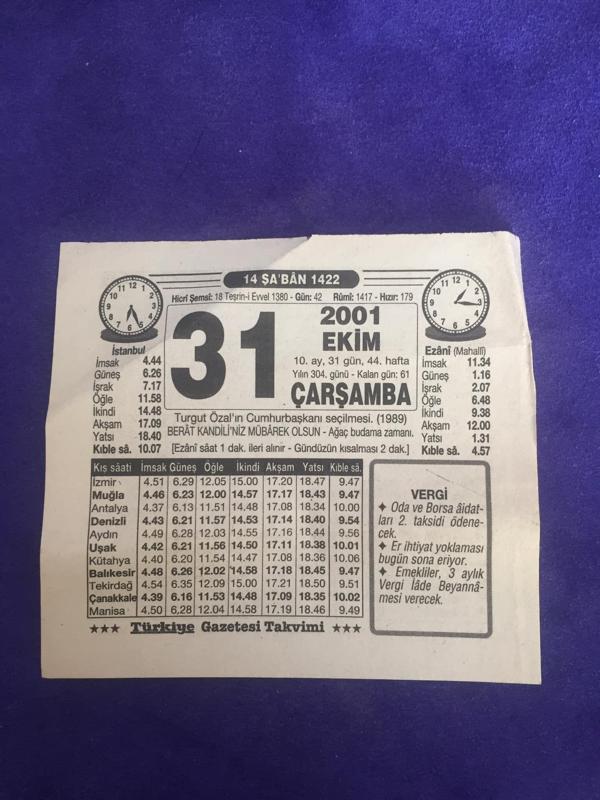 14 ŞA'BÂN 1422
Hicrî Şemsî: 18 Teşrin-i Evvel 1380 - Gün: 42 Rûmî: 1417 - Hızır: 179
31
2001
EKİM
10. ay, 31 gün, 44. hafta
Yılın 304. günü - Kalan gün: 61
ÇARŞAMBA
İstanbul
İmsak 4.44
Güneş 6.26
İşrak 7.17
Öğle 11.58
İkindi 14.48
Akşam 17.09
Yatsı 18.40
Kıble sâ. 10.07
Ezânî (Mahallî)
İmsak 11.34
Güneş 1.16
İşrak 2.07
Öğle 6.48
İkindi 9.38
Akşam 12.00
Yatsı 1.31
Kıble sâ. 4.57
Turgut Özal'ın Cumhurbaşkanı seçilmesi. (1989)
BERÂT KANDİLİ'NİZ MÜBÂREK OLSUN - Ağaç budama zamanı.
[Ezânî sâat 1 dak. ileri alınır - Gündüzün kısalması 2 dak.]
Kış sâati İmsak Güneş Öğle İkindi Akşam Yatsı Kıble sâ.
İzmir 4.51 6.29 12.05 15.00 17.20 18.47 9.47
Muğla 4.46 6.23 12.00 14.57 17.17 18.43 9.47
Antalya 4.37 6.13 11.51 14.48 17.08 18.34 10.00
Denizli 4.43 6.21 11.57 14.53 17.14 18.40 9.54
Aydın 4.49 6.28 12.03 14.55 17.16 18.44 9.56
Uşak 4.42 6.21 11.56 14.50 17.11 18.38 10.01
Kütahya 4.40 6.20 11.54 14.47 17.08 18.36 10.06
Balıkesir 4.48 6.26 12.02 14.58 17.18 18.45 9.47
Tekirdağ 4.54 6.35 12.09 15.00 17.21 18.50 9.51
Çanakkale 4.39 6.16 11.53 14.48 17.09 18.35 10.02
Manisa 4.50 6,28 12.04 14.58 17.19 18.46 9.49
VERGİ
✦ Oda ve Borsa âidat-
ları 2. taksidi ödene-
cek.
✦ Er ihtiyat yoklaması
bugün sona eriyor.
✦ Emekliler, 3 aylık
Vergi İâde Beyannâ-
mesi verecek.
★★★ Türkiye Gazetesi Takvimi ★★★